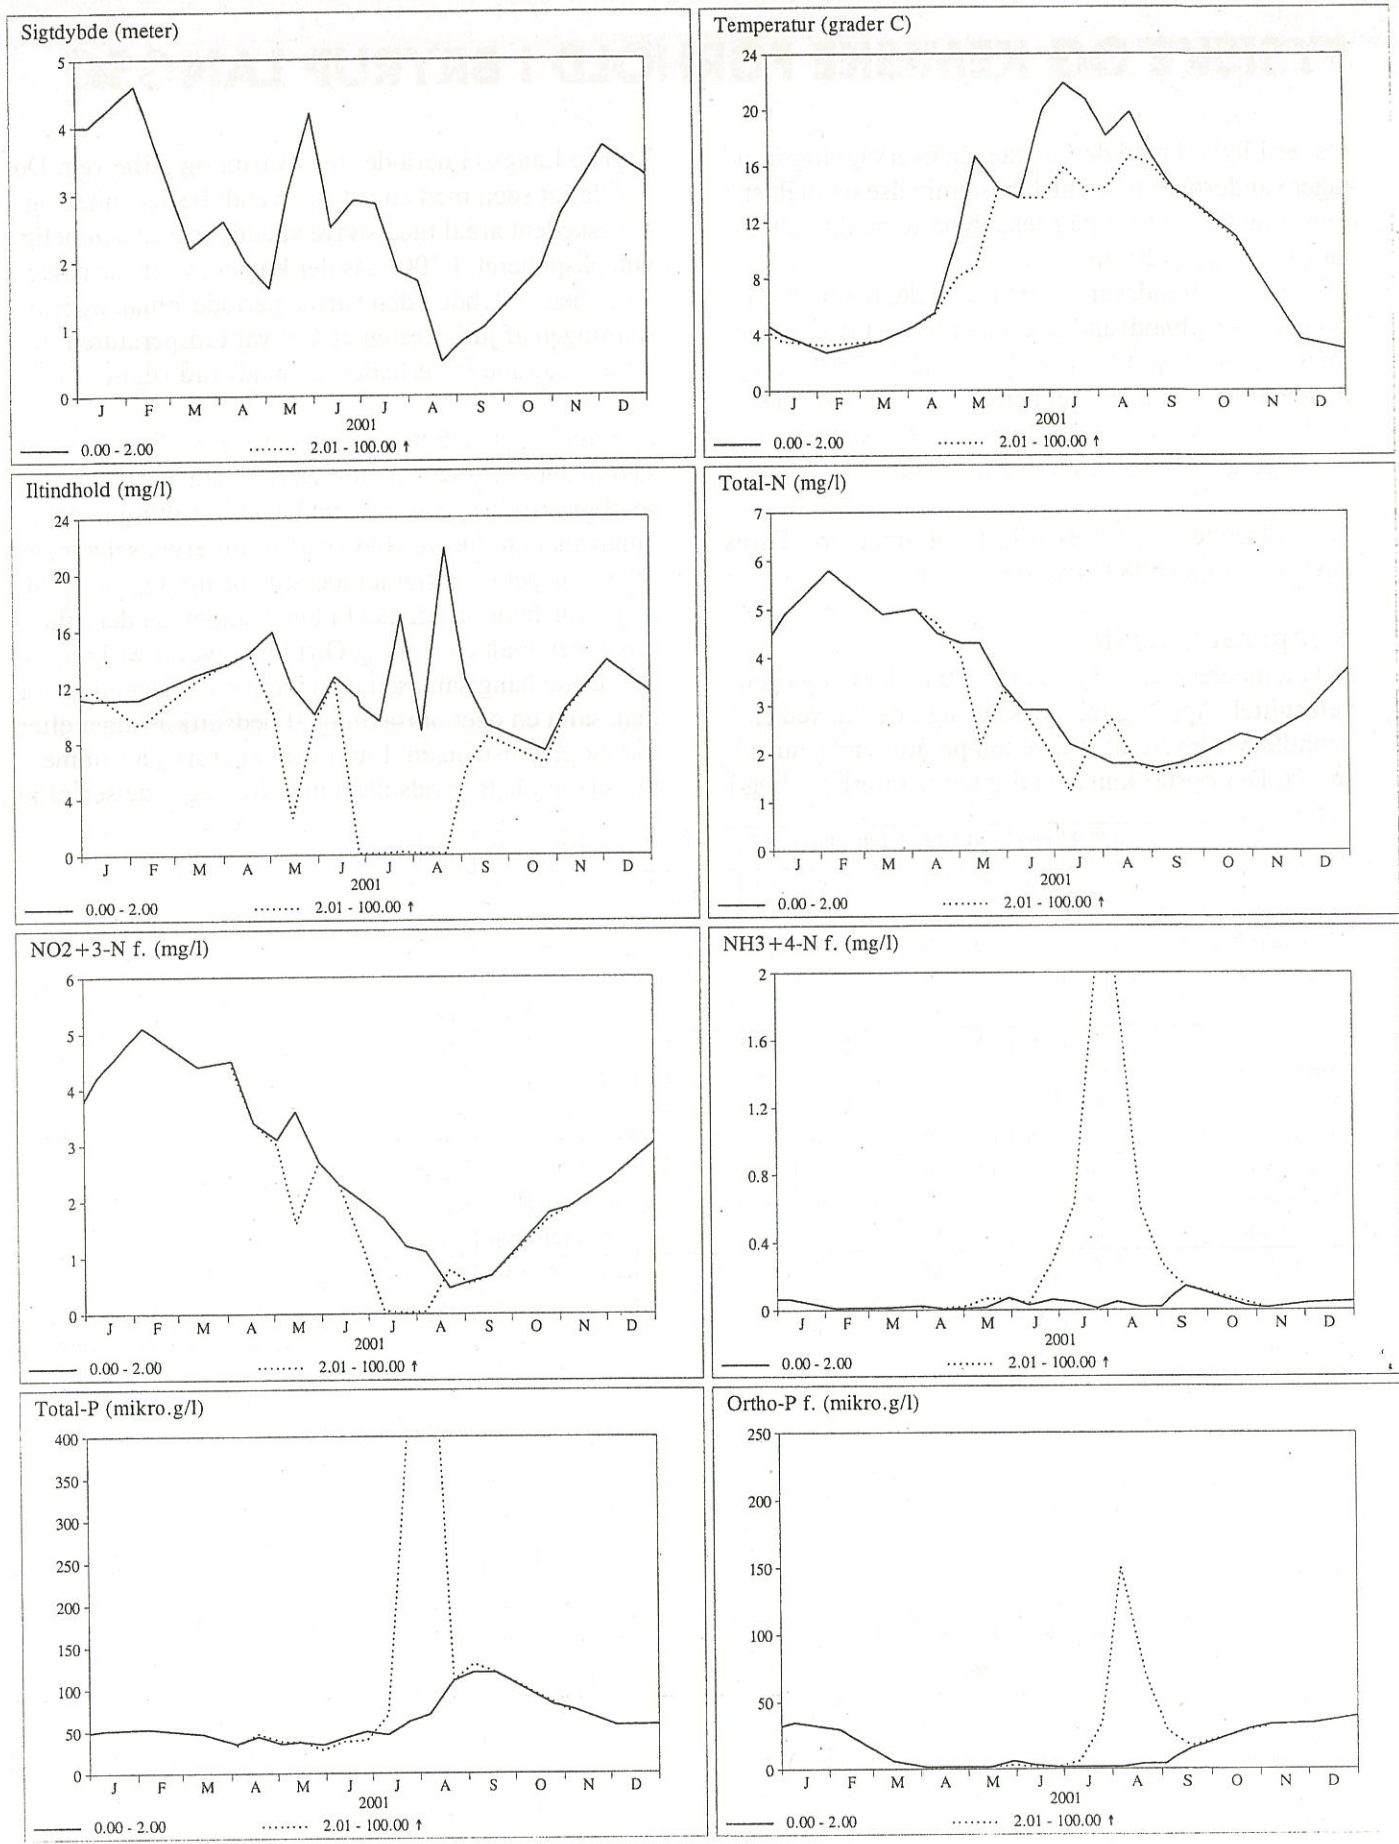 Sigtdybde (meter)
5
4
3
2
1
0
J F M A M J J A S O N D
2001
0.00 - 2.00 2.01 - 100.00 ↑
Temperatur (grader C)
24
20
16
12
8
4
0
J F M A M J J A S O N D
2001
0.00 - 2.00 2.01 - 100.00 ↑
Iltindhold (mg/l)
24
20
16
12
8
4
0
J F M A M J J A S O N D
2001
0.00 - 2.00 2.01 - 100.00 ↑
Total-N (mg/l)
7
6
5
4
3
2
1
0
J F M A M J J A S O N D
2001
0.00 - 2.00 2.01 - 100.00 ↑
NO2+3-N f. (mg/l)
6
5
4
3
2
1
0
J F M A M J J A S O N D
2001
0.00 - 2.00 2.01 - 100.00 ↑
NH3+4-N f. (mg/l)
2
1.6
1.2
0.8
0.4
0
J F M A M J J A S O N D
2001
0.00 - 2.00 2.01 - 100.00 ↑
Total-P (mikro.g/l)
400
350
300
250
200
150
100
50
0
J F M A M J J A S O N D
2001
0.00 - 2.00 2.01 - 100.00 ↑
Ortho-P f. (mikro.g/l)
250
200
150
100
50
0
J F M A M J J A S O N D
2001
0.00 - 2.00 2.01 - 100.00 ↑